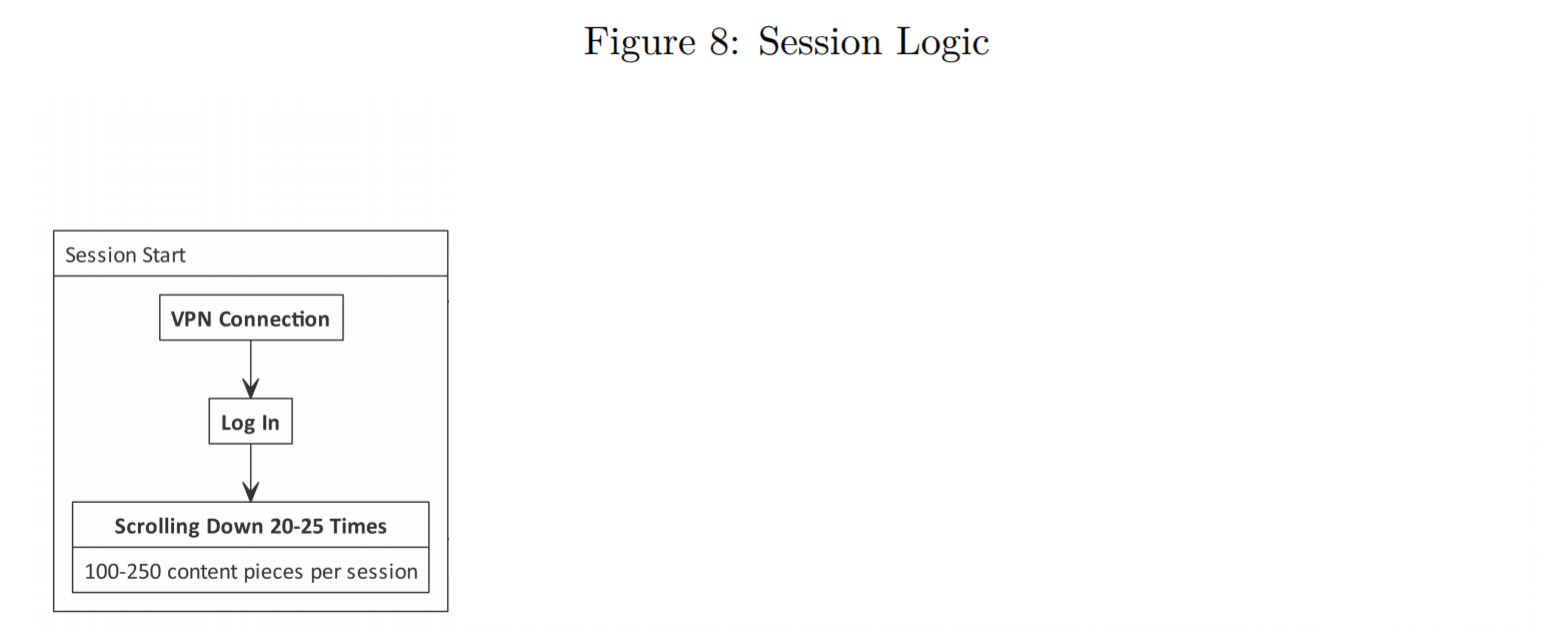 Figure 8: Session Logic
Session Start
VPN Connection
Log In
Scrolling Down 20-25 Times
100-250 content pieces per session